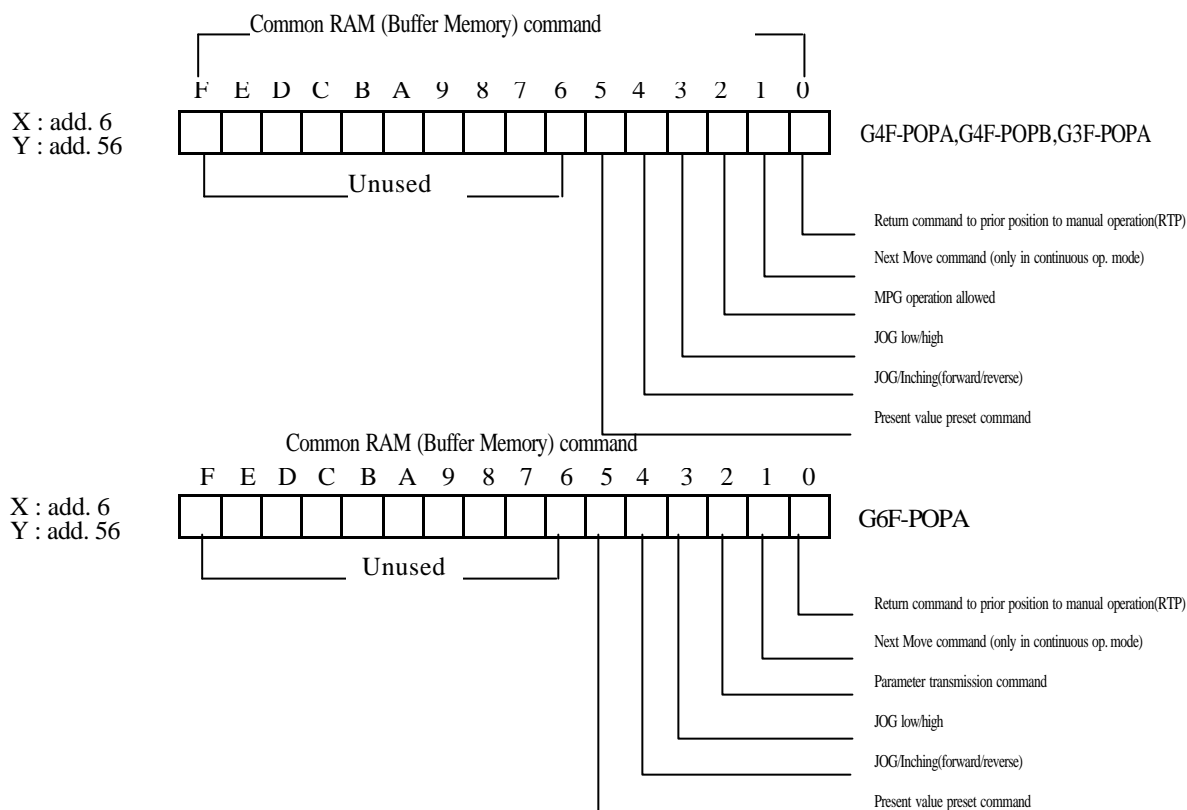 Common RAM (Buffer Memory) command
F E D C B A 9 8 7 6 5 4 3 2 1 0
X : add. 6
Y : add. 56
G4F-POPA,G4F-POPB,G3F-POPA
Unused
Return command to prior position to manual operation(RTP)
Next Move command (only in continuous op. mode)
MPG operation allowed
JOG low/high
JOG/Inching(forward/reverse)
Present value preset command
Common RAM (Buffer Memory) command
F E D C B A 9 8 7 6 5 4 3 2 1 0
X : add. 6
Y : add. 56
G6F-POPA
Unused
Return command to prior position to manual operation(RTP)
Next Move command (only in continuous op. mode)
Parameter transmission command
JOG low/high
JOG/Inching(forward/reverse)
Present value preset command